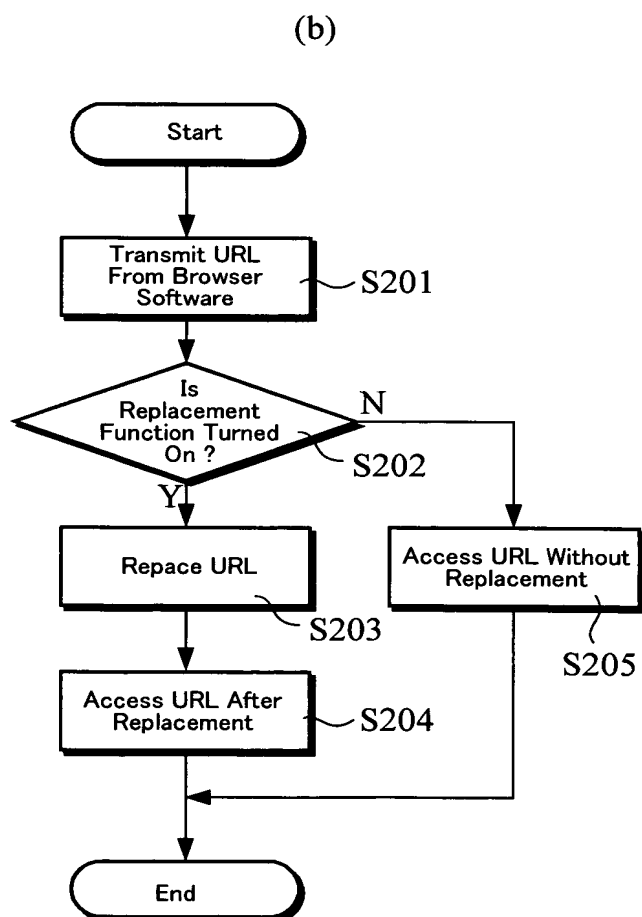 (b)
Start
Transmit URL
From Browser
Software
S201
Is
Replacement
Function Turned
On ?
N
S202
Y
Repace URL
S203
Access URL Without
Replacement
S205
Access URL After
Replacement
S204
End